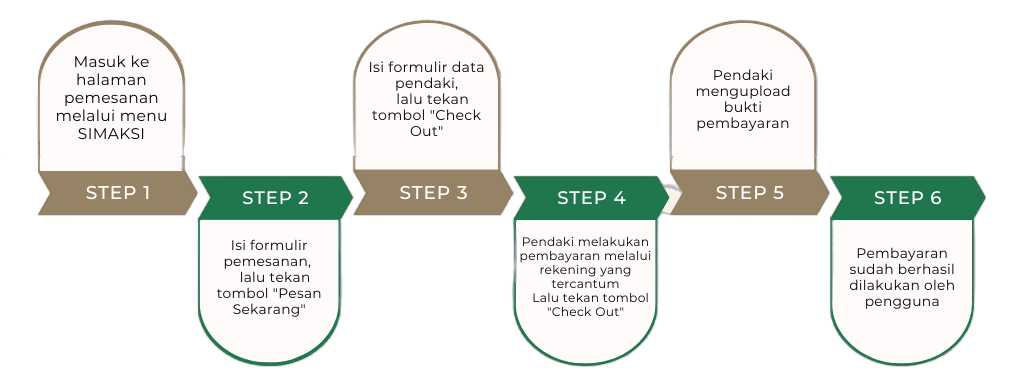 Masuk ke
halaman
pemesanan
melalui menu
SIMAKSI
STEP 1
STEP 2
Isi formulir
pemesanan,
lalu tekan
tombol "Pesan
Sekarang"
Isi formulir data
pendaki,
lalu tekan
tombol "Check
Out"
STEP 3
STEP 4
Pendaki melakukan
pembayaran melalui
rekening yang
tercantum
Lalu tekan tombol
"Check Out"
Pendaki
mengupload
bukti
pembayaran
STEP 5
STEP 6
Pembayaran
sudah berhasil
dilakukan oleh
pengguna